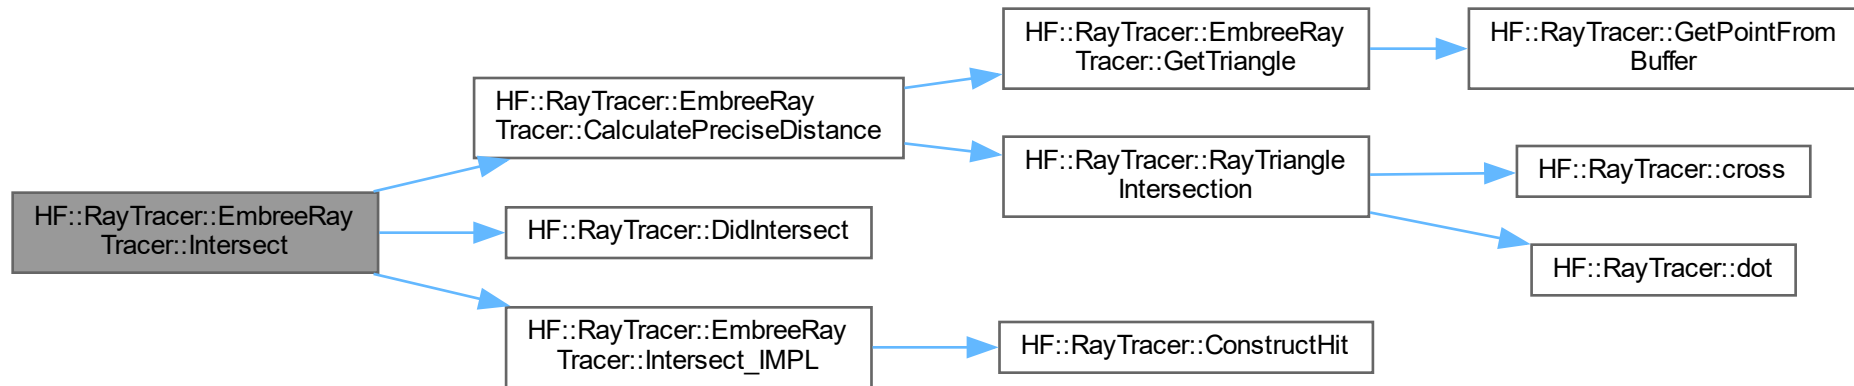 HF::RayTracer::EmbreeRay
Tracer::Intersect
HF::RayTracer::EmbreeRay
Tracer::CalculatePreciseDistance
HF::RayTracer::EmbreeRay
Tracer::GetTriangle
HF::RayTracer::GetPointFrom
Buffer
HF::RayTracer::RayTriangle
Intersection
HF::RayTracer::cross
HF::RayTracer::dot
HF::RayTracer::DidIntersect
HF::RayTracer::EmbreeRay
Tracer::Intersect_IMPL
HF::RayTracer::ConstructHit